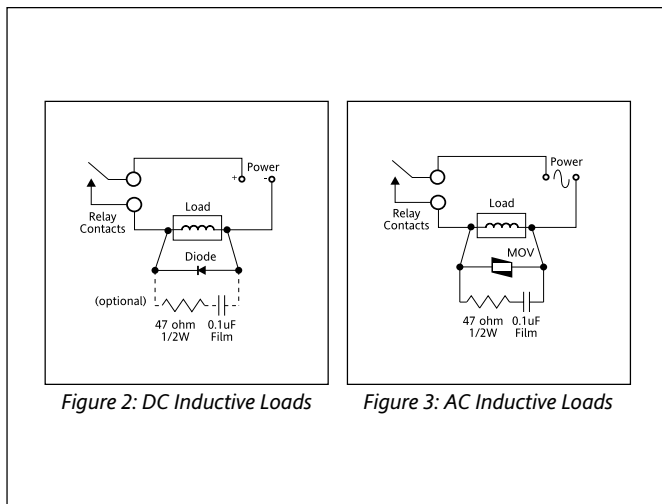 + Power -
Relay
Contacts
Load
Diode
(optional)
47 ohm
1/2W
0.1uF
Film
Figure 2: DC Inductive Loads
Power
Relay
Contacts
Load
MOV
47 ohm
1/2W
0.1uF
Film
Figure 3: AC Inductive Loads